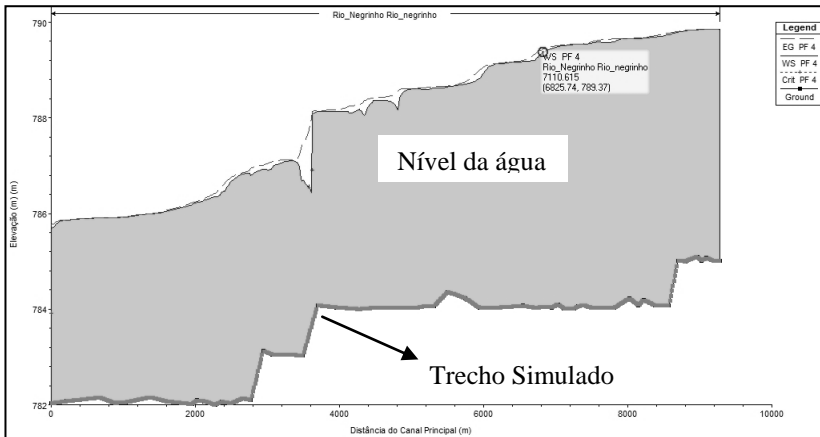 Rio_Negrinho Rio_negrinho
Legend
EG PF 4
WS PF 4
Crit PF 4
Ground
WS PF 4
Rio_Negrinho Rio_negrinho
7110.615
(6825.74, 789.37)
Nível da água
Trecho Simulado
Elevação (m) (m)
790
788
786
784
782
0
2000
4000
6000
8000
10000
Distância do Canal Principal (m)